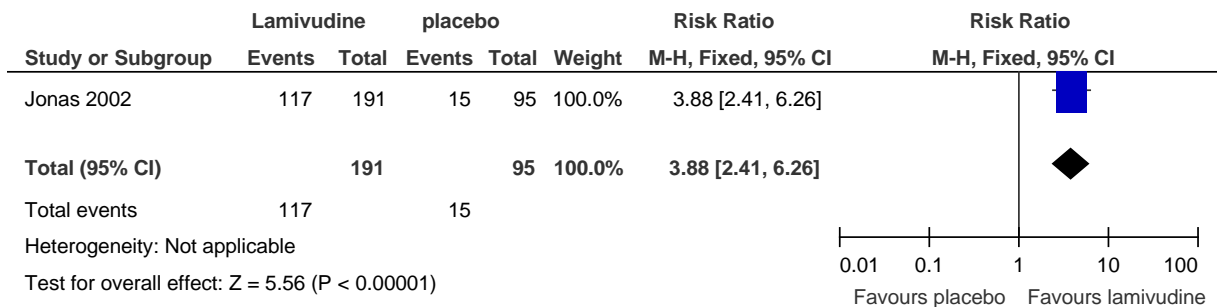 Lamivudine placebo Risk Ratio Risk Ratio
Study or Subgroup Events Total Events Total Weight M-H, Fixed, 95% CI M-H, Fixed, 95% CI
Jonas 2002 117 191 15 95 100.0% 3.88 [2.41, 6.26]
Total (95% CI) 191 95 100.0% 3.88 [2.41, 6.26]
Total events 117 15
Heterogeneity: Not applicable
Test for overall effect: Z = 5.56 (P < 0.00001)
0.01 0.1 1 10 100
Favours placebo Favours lamivudine